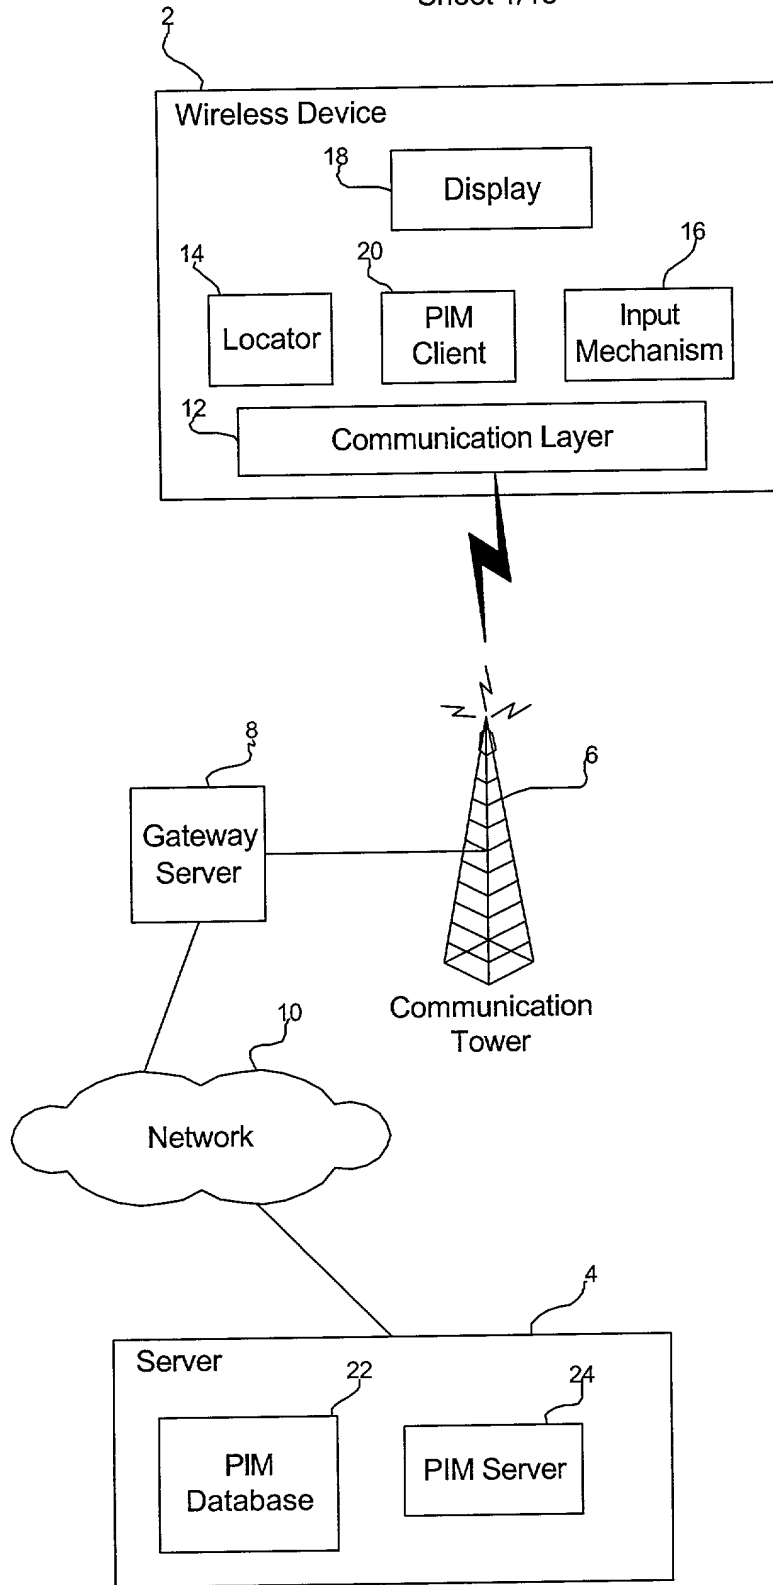 2
Wireless Device
18
Display
14
20
16
Locator
PIM
Client
Input
Mechanism
12
Communication Layer
8
6
Gateway
Server
Communication
Tower
10
Network
4
Server
22
24
PIM
Database
PIM Server